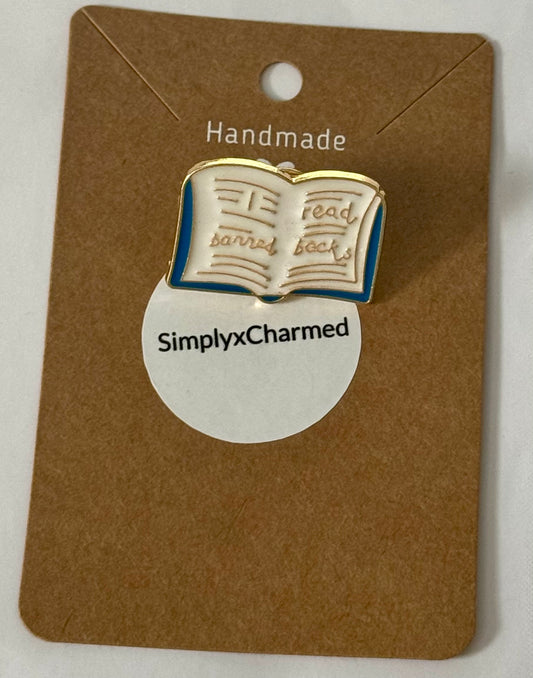 Handmade
I read
banned books
SimplyxCharmed